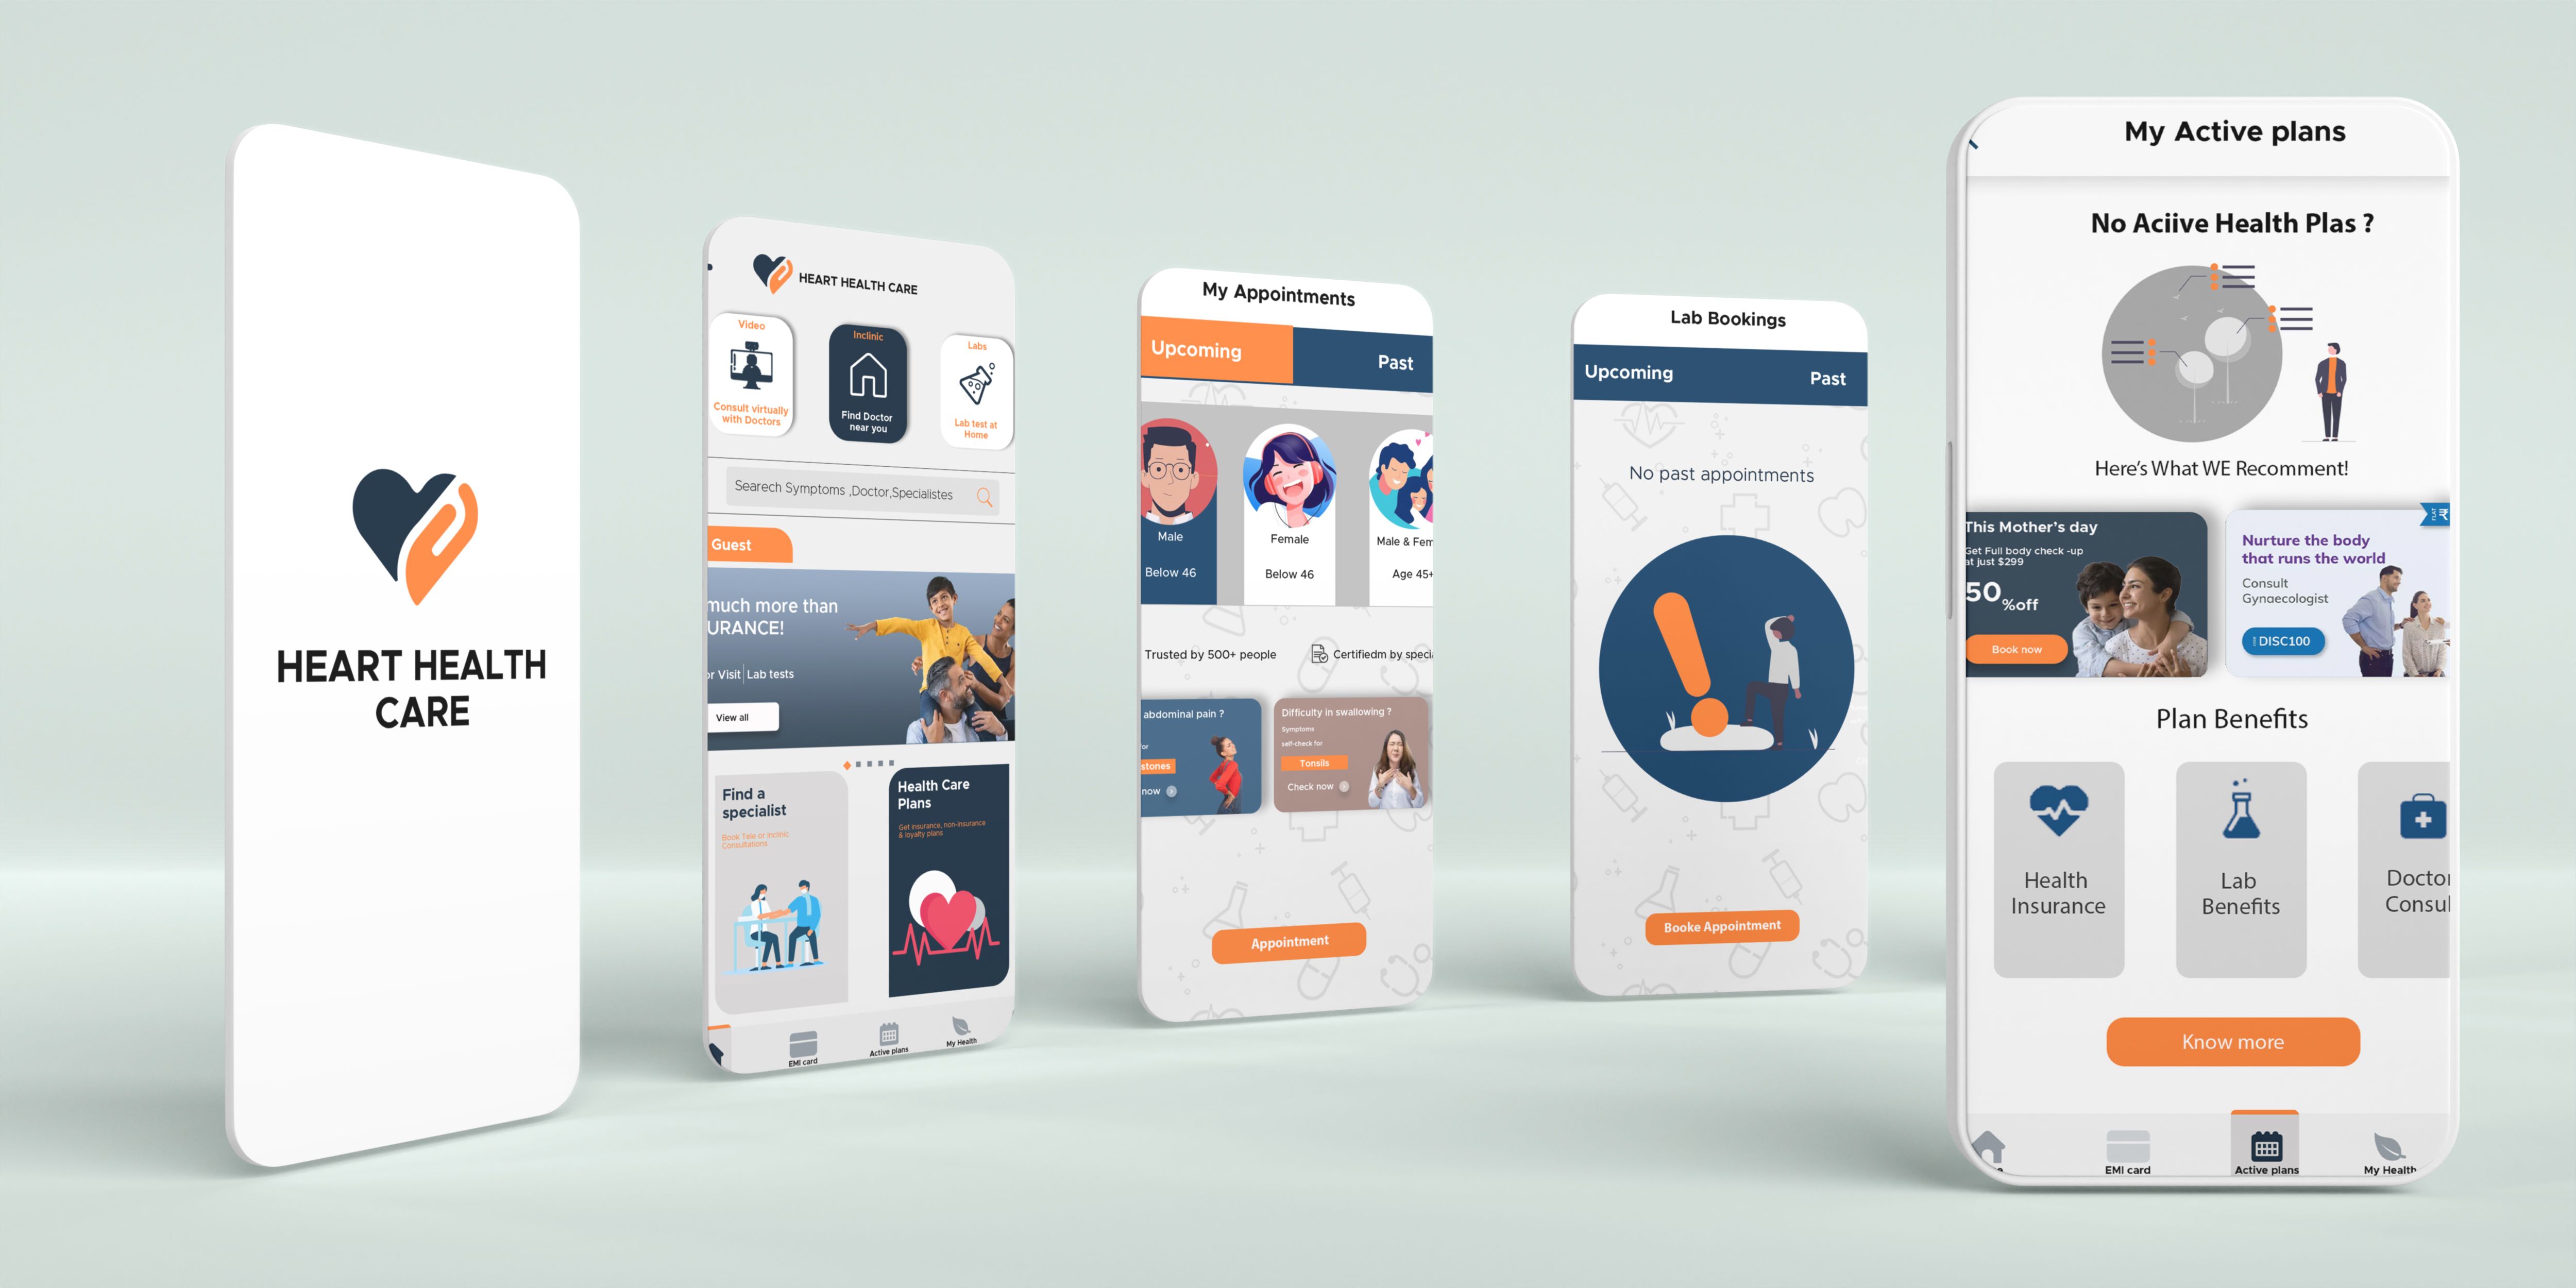 HEART HEALTH
CARE
HEART HEALTH CARE
Video
Consult virtually
with Doctors
Inclinic
Find Doctor
near you
Labs
Lab test at
Home
Searech Symptoms ,Doctor,Specialistes
Guest
much more than
URANCE!
or Visit Lab tests
View all
Find a
specialist
Book Tele or Inclinic
Consultations
Health Care
Plans
Get insurance, non-insurance
& loyalty plans
EMI card
Active plans
My Health
My Appointments
Upcoming
Past
Male
Below 46
Female
Below 46
Male & Fem
Age 45+
Trusted by 500+ people
Certifiedm by speci
abdominal pain ?
or
stones
now
Difficulty in swallowing ?
Symptoms
self-check for
Tonsils
Check now
Appointment
Lab Bookings
Upcoming
Past
No past appointments
Booke Appointment
My Active plans
No Aciive Health Plas ?
Here's What WE Recomment!
This Mother's day
Get Full body check -up
at just $299
50 %off
Book now
FLAT ₹
Nurture the body
that runs the world
Consult
Gynaecologist
DISC100
Plan Benefits
Health
Insurance
Lab
Benefits
Doctor
Consul
Know more
EMI card
Active plans
My Health